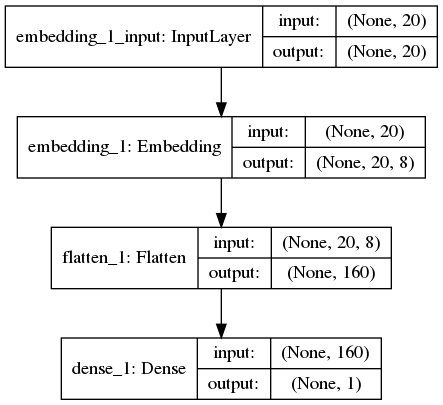 embedding_1_input: InputLayer
input: (None, 20)
output: (None, 20)
embedding_1: Embedding
input: (None, 20)
output: (None, 20, 8)
flatten_1: Flatten
input: (None, 20, 8)
output: (None, 160)
dense_1: Dense
input: (None, 160)
output: (None, 1)